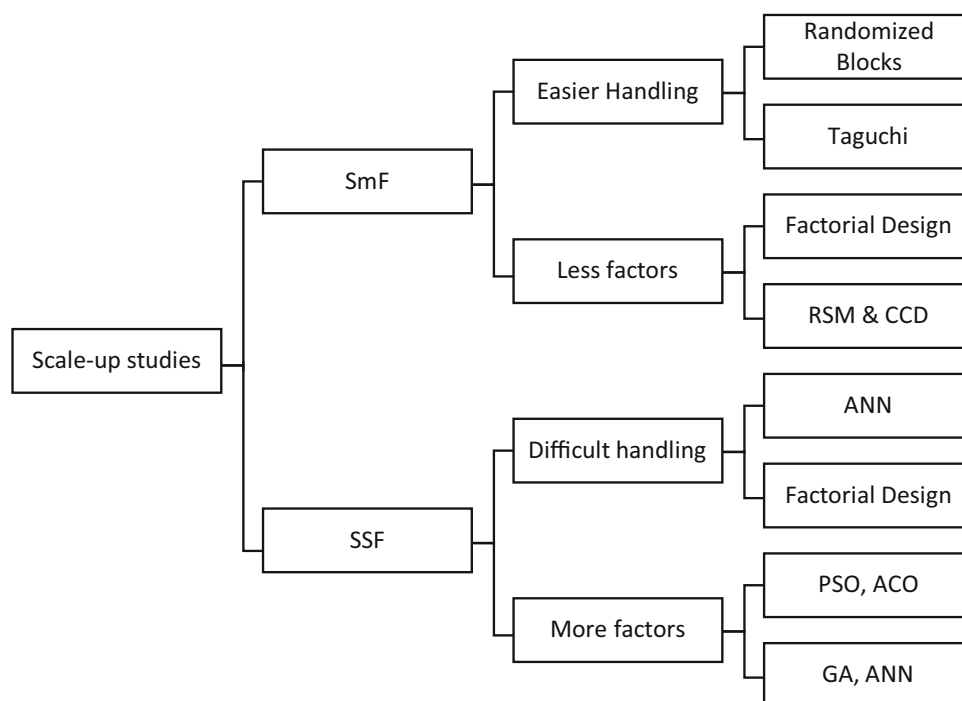 Scale-up studies
SmF
Easier Handling
Randomized
Blocks
Taguchi
Less factors
Factorial Design
RSM & CCD
SSF
Difficult handling
ANN
Factorial Design
More factors
PSO, ACO
GA, ANN